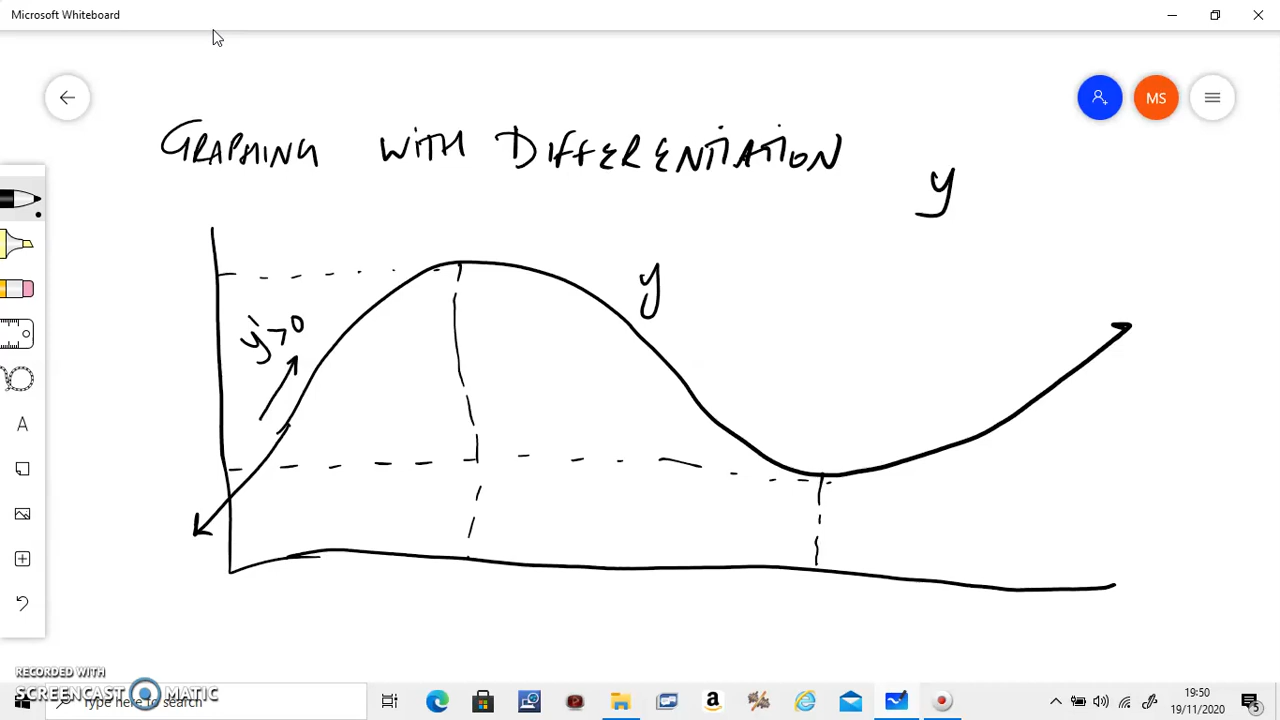 Microsoft Whiteboard
MS
GRAPHING WITH DIFFERENTIATION
y
y
y' > 0
A
RECORDED WITH
SCREENCAST MATIC
Type here to search
a
19:50
19/11/2020
5